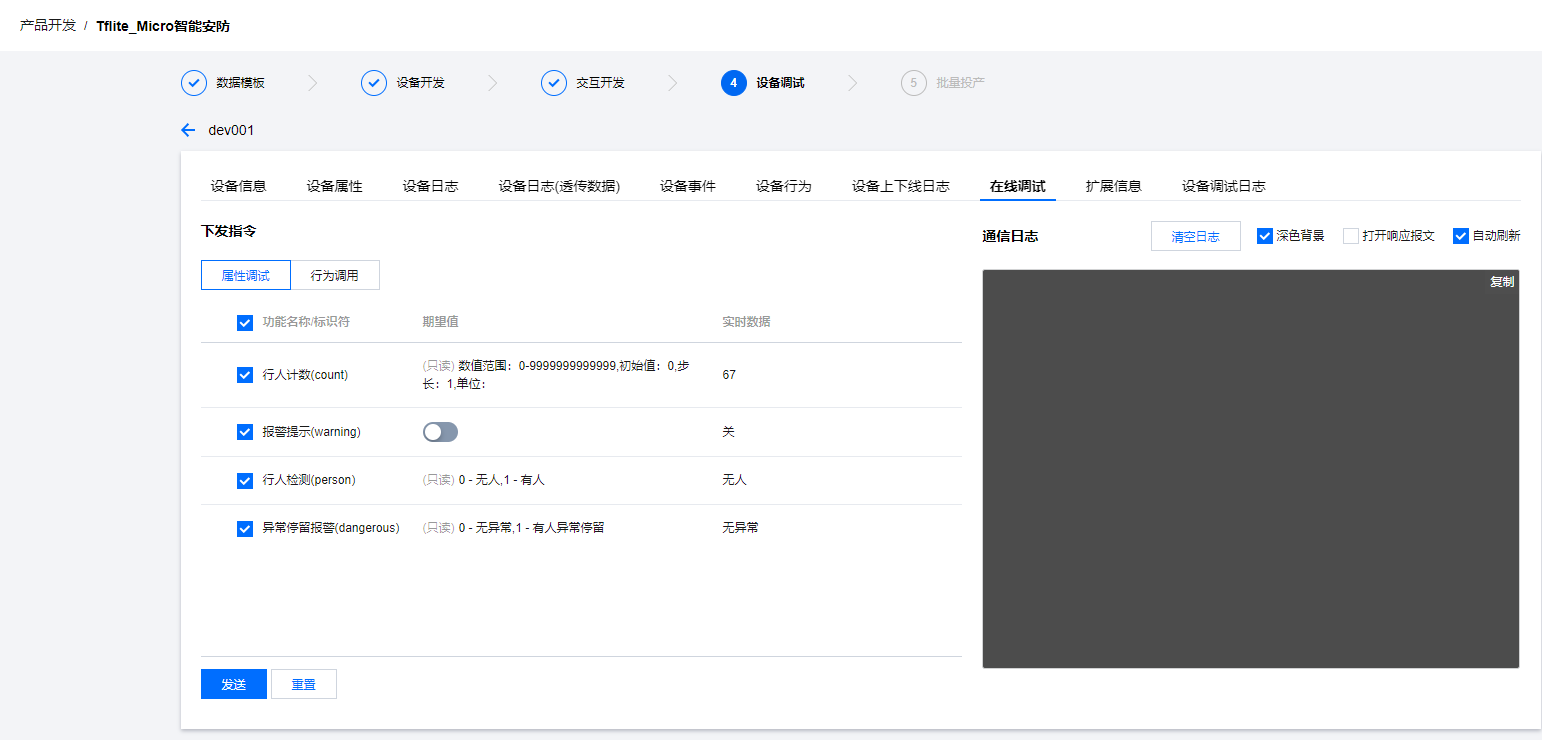 产品开发 / Tflite_Micro智能安防
数据模板 设备开发 交互开发 4 设备调试 5 批量投产
dev001
设备信息 设备属性 设备日志 设备日志(透传数据) 设备事件 设备行为 设备上下线日志 在线调试 扩展信息 设备调试日志
下发指令
属性调试 行为调用
功能名称/标识符 期望值 实时数据
行人计数(count) (只读) 数值范围：0-9999999999999,初始值：0,步
长：1,单位： 67
报警提示(warning) 关
行人检测(person) (只读) 0 - 无人,1 - 有人 无人
异常停留报警(dangerous) (只读) 0 - 无异常,1 - 有人异常停留 无异常
发送 重置
通信日志 清空日志 深色背景 打开响应报文 自动刷新
复制